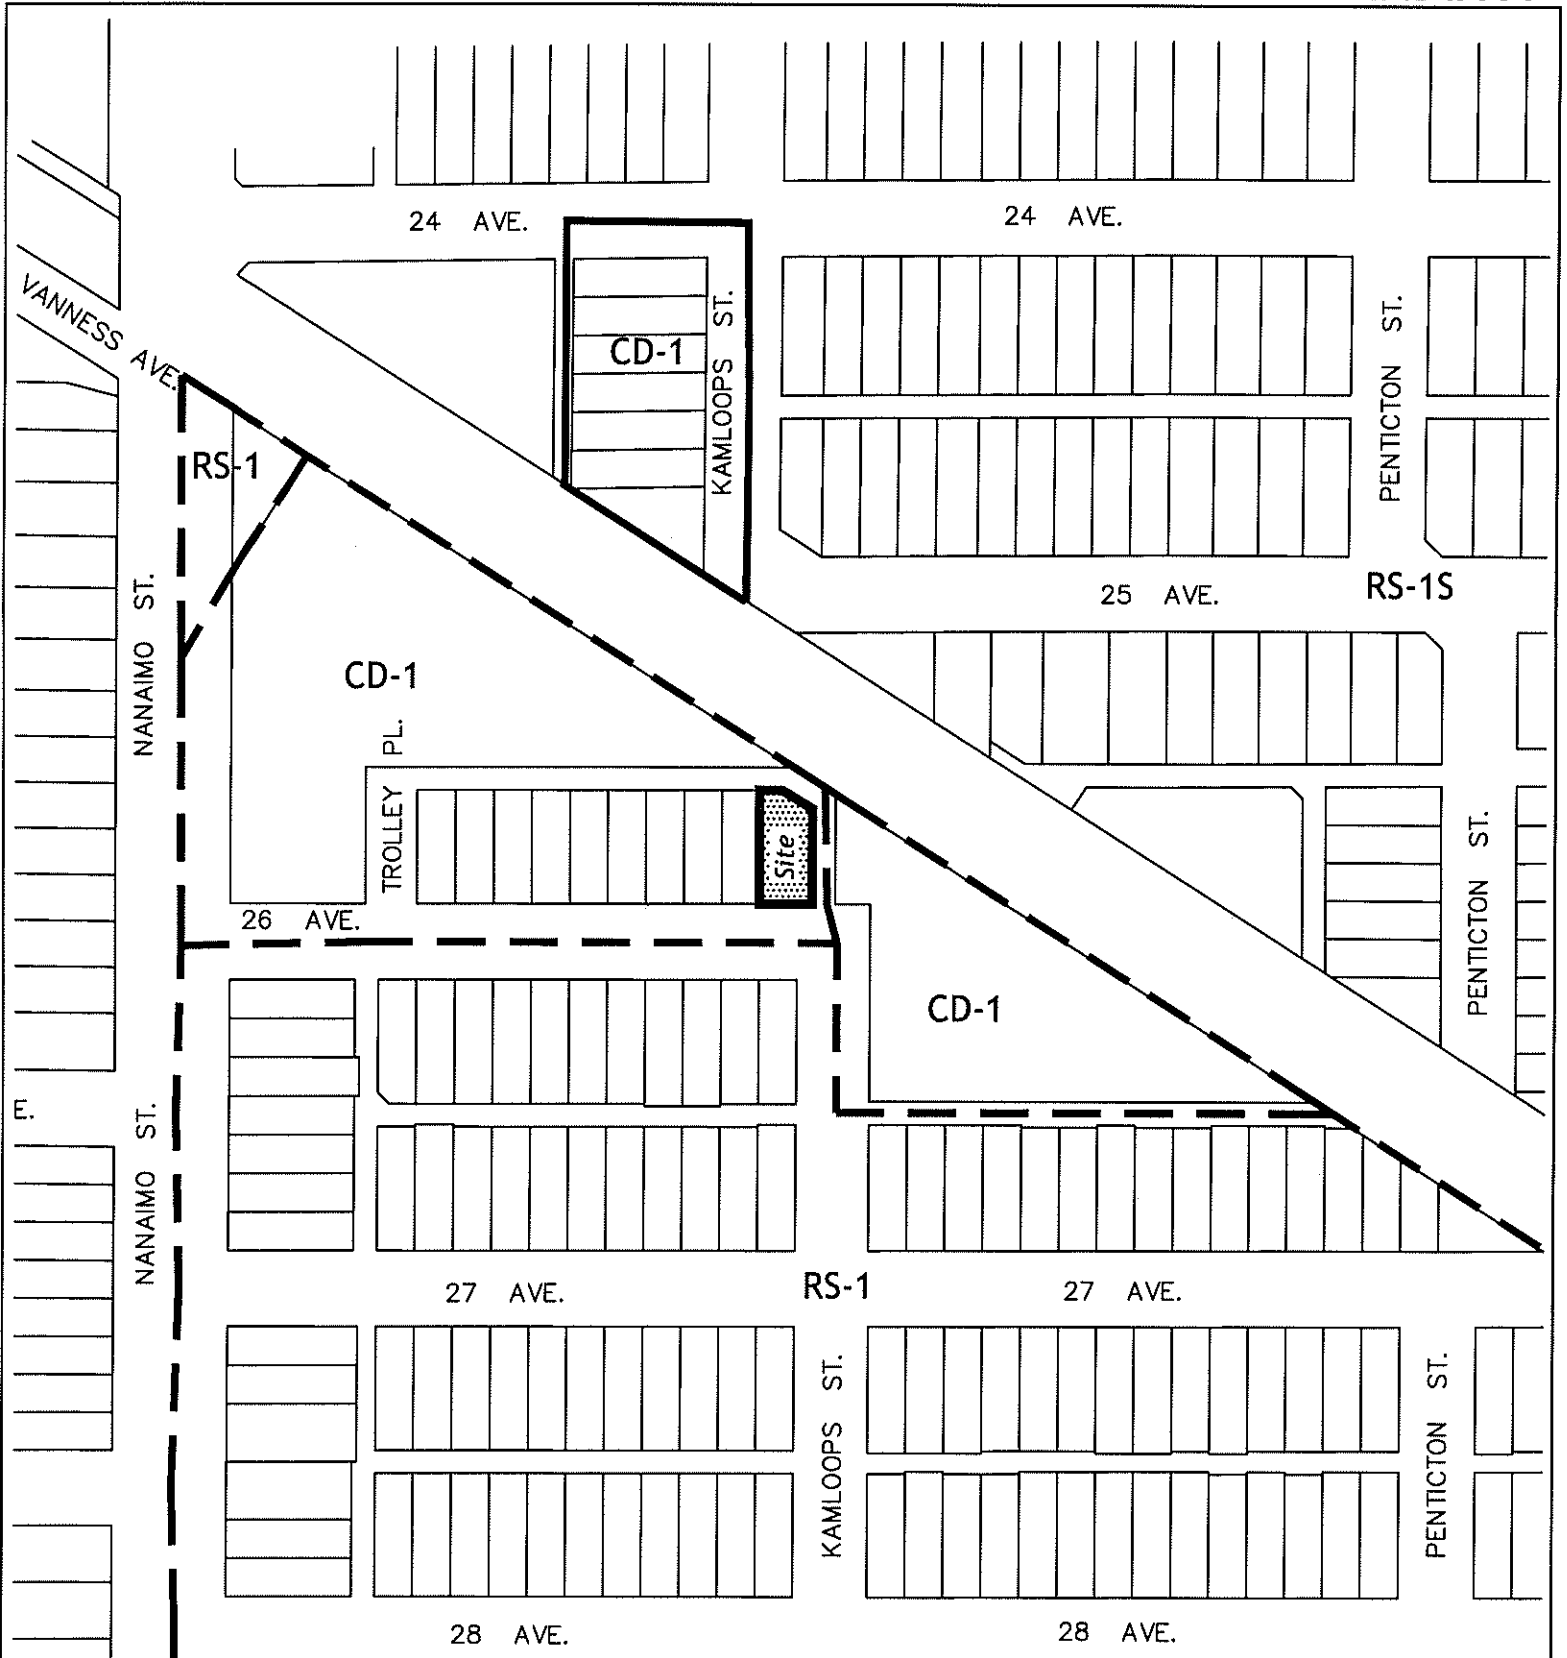 24 AVE.
24 AVE.
VANNESS AVE.
CD-1
KAMLOOPS ST.
PENTICTON ST.
RS-1
25 AVE.
RS-1S
NANAIMO ST.
CD-1
TROLLEY PL.
Site
PENTICTON ST.
26 AVE.
CD-1
E.
NANAIMO ST.
27 AVE.
RS-1
27 AVE.
KAMLOOPS ST.
PENTICTON ST.
28 AVE.
28 AVE.